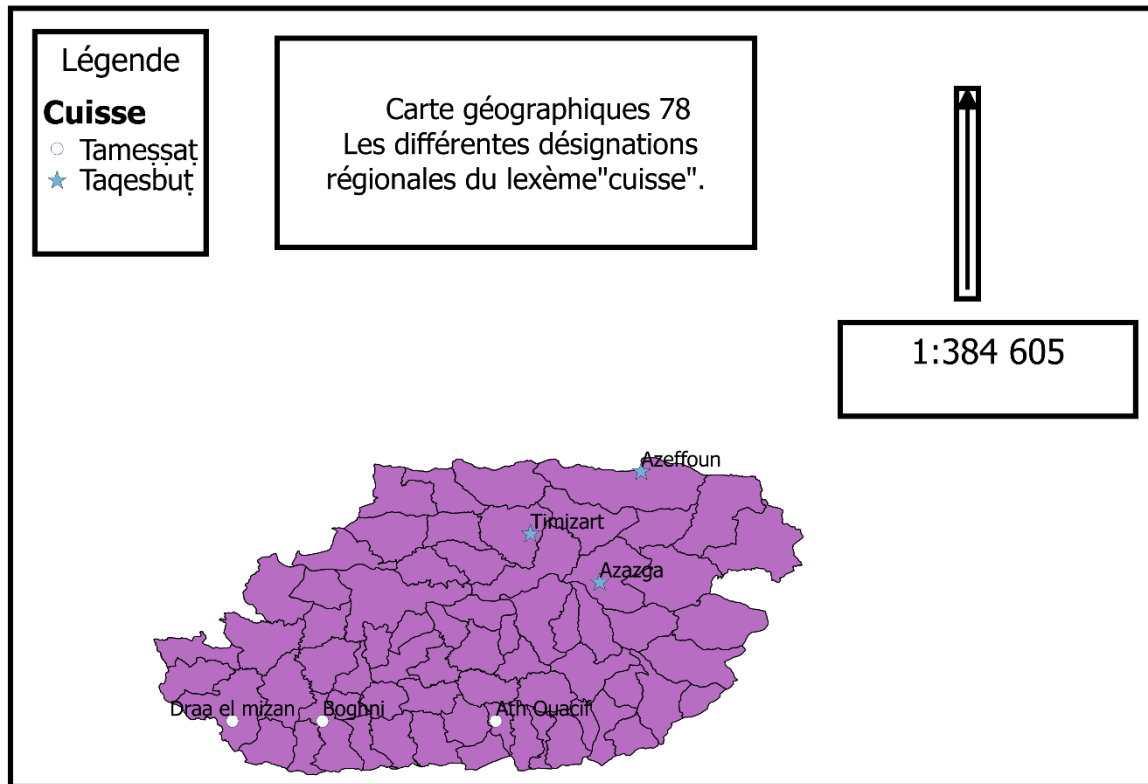 Légende
Cuisse
Tameṣṣaṭ
Taqesbuṭ
Carte géographiques 78
Les différentes désignations
régionales du lexème"cuisse".
1:384 605
Azeffoun
Timizart
Azazga
Draa el mizan
Boghni
Ath Ouacif